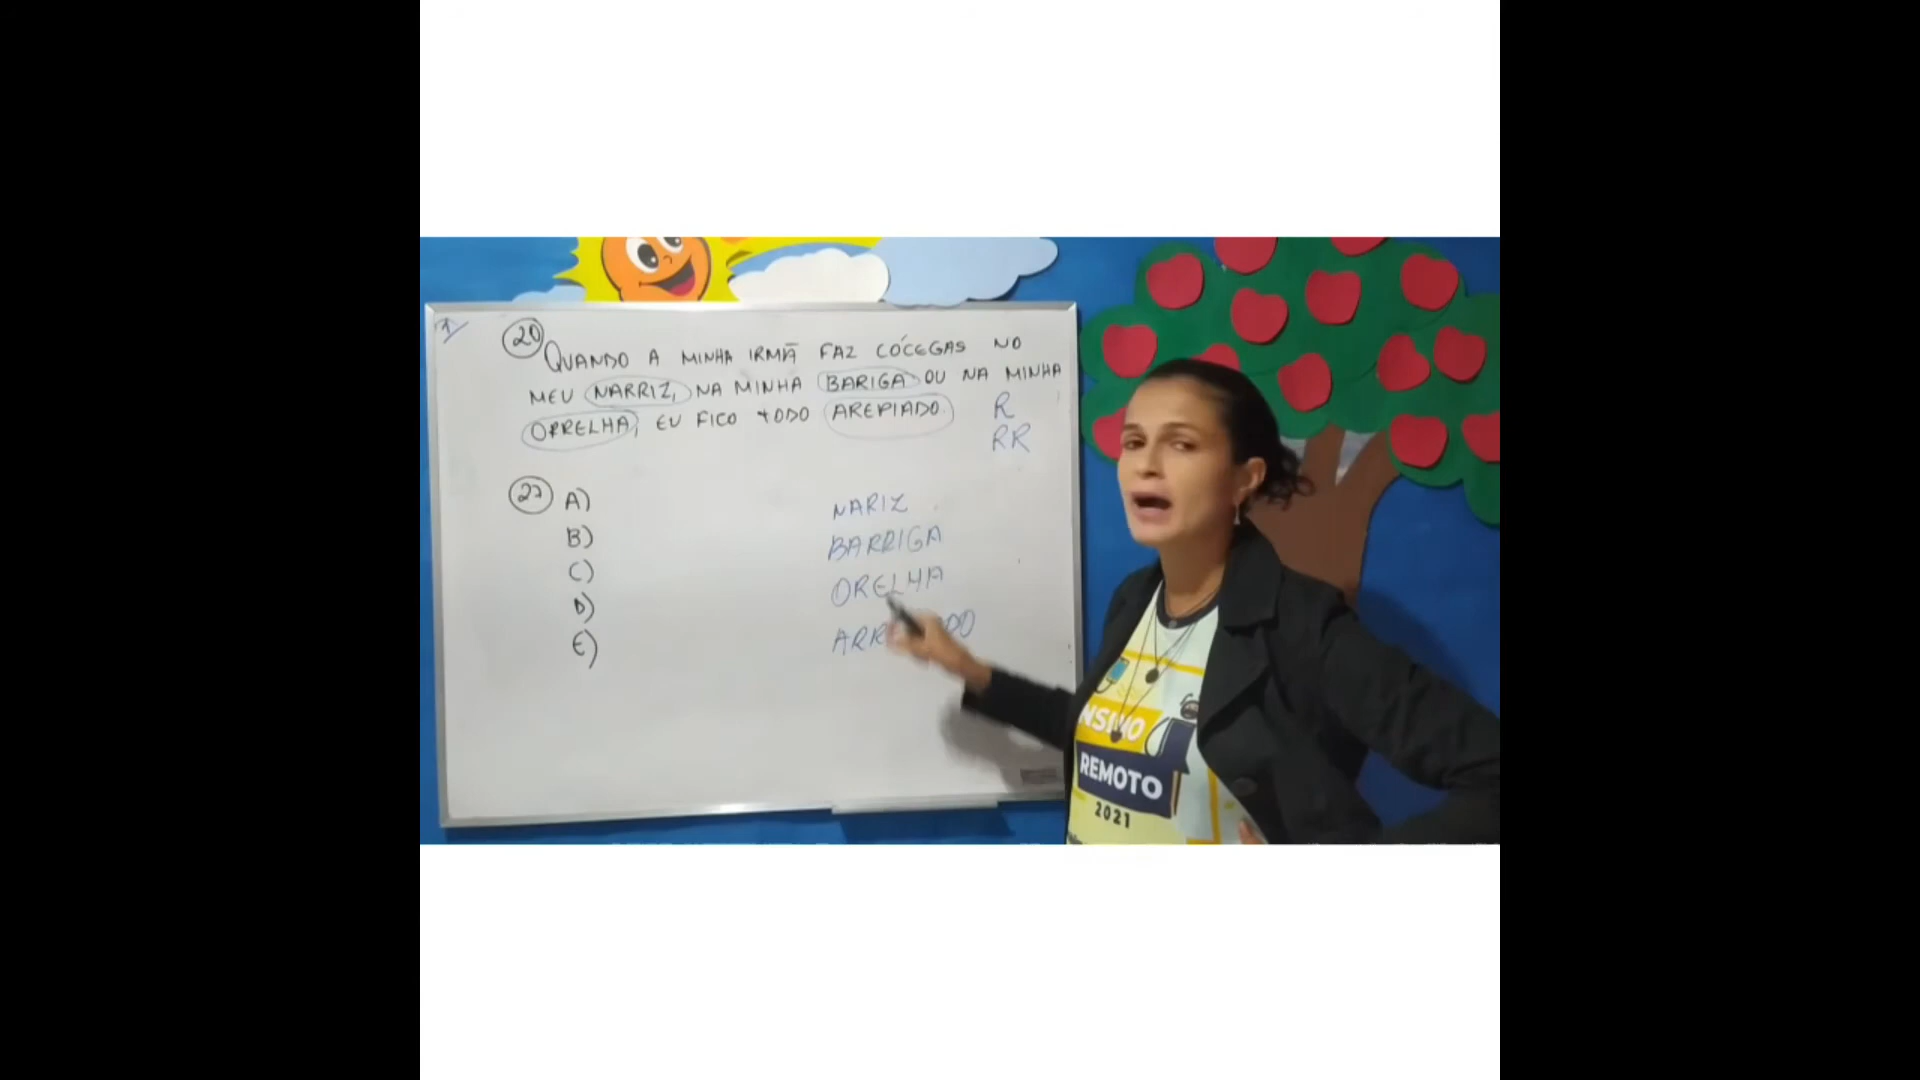 20
QUANDO A MINHA IRMÃ FAZ CÓCEGAS NO
MEU NARRIZ, NA MINHA BARIGA OU NA MINHA
ORRELHA, EU FICO TODO AREPIADO.
R
RR
A)
B)
C)
D)
E)
NARIZ
BARRIGA
ORELHA
NSINO
REMOTO
2021